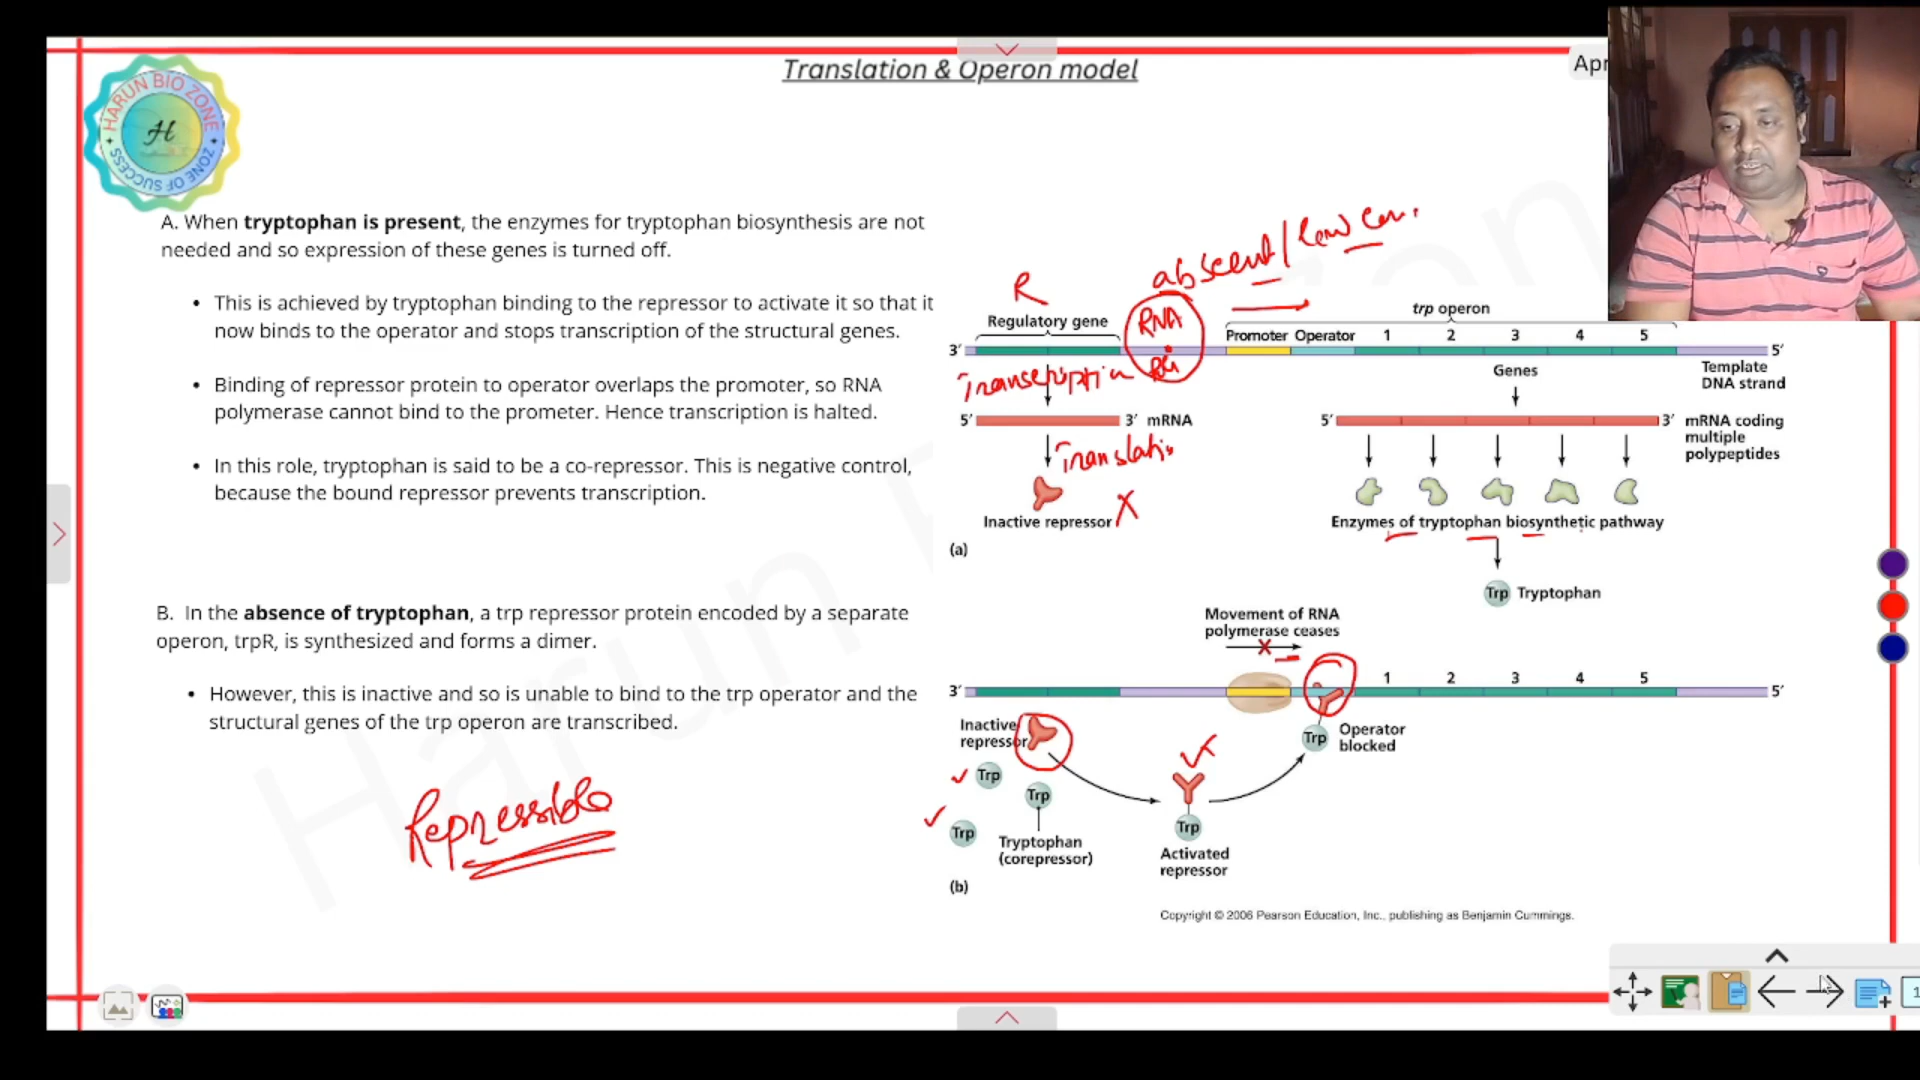 Translation & Operon model
Apr
HARUN BIO ZONE
H
ZONE OF SUCCESS
A. When tryptophan is present, the enzymes for tryptophan biosynthesis are not
needed and so expression of these genes is turned off.
• This is achieved by tryptophan binding to the repressor to activate it so that it
now binds to the operator and stops transcription of the structural genes.
• Binding of repressor protein to operator overlaps the promoter, so RNA
polymerase cannot bind to the prometer. Hence transcription is halted.
• In this role, tryptophan is said to be a co-repressor. This is negative control,
because the bound repressor prevents transcription.
B. In the absence of tryptophan, a trp repressor protein encoded by a separate
operon, trpR, is synthesized and forms a dimer.
• However, this is inactive and so is unable to bind to the trp operator and the
structural genes of the trp operon are transcribed.
Repressible
abscent / low con.
R
RNA
trp operon
Regulatory gene
Promoter Operator 1 2 3 4 5
3′ 5′
Transcription
Genes
Template
DNA strand
5′ 3′ mRNA
5′ 3′ mRNA coding
multiple
polypeptides
Translatio
Inactive repressor X
Enzymes of tryptophan biosynthetic pathway
(a)
Trp Tryptophan
Movement of RNA
polymerase ceases
1 2 3 4 5
3′ 5′
Inactive
repressor
Trp
Trp
Trp
Tryptophan
(corepressor)
Trp
Activated
repressor
Trp Operator
blocked
(b)
Copyright © 2006 Pearson Education, Inc., publishing as Benjamin Cummings.
Harun
1